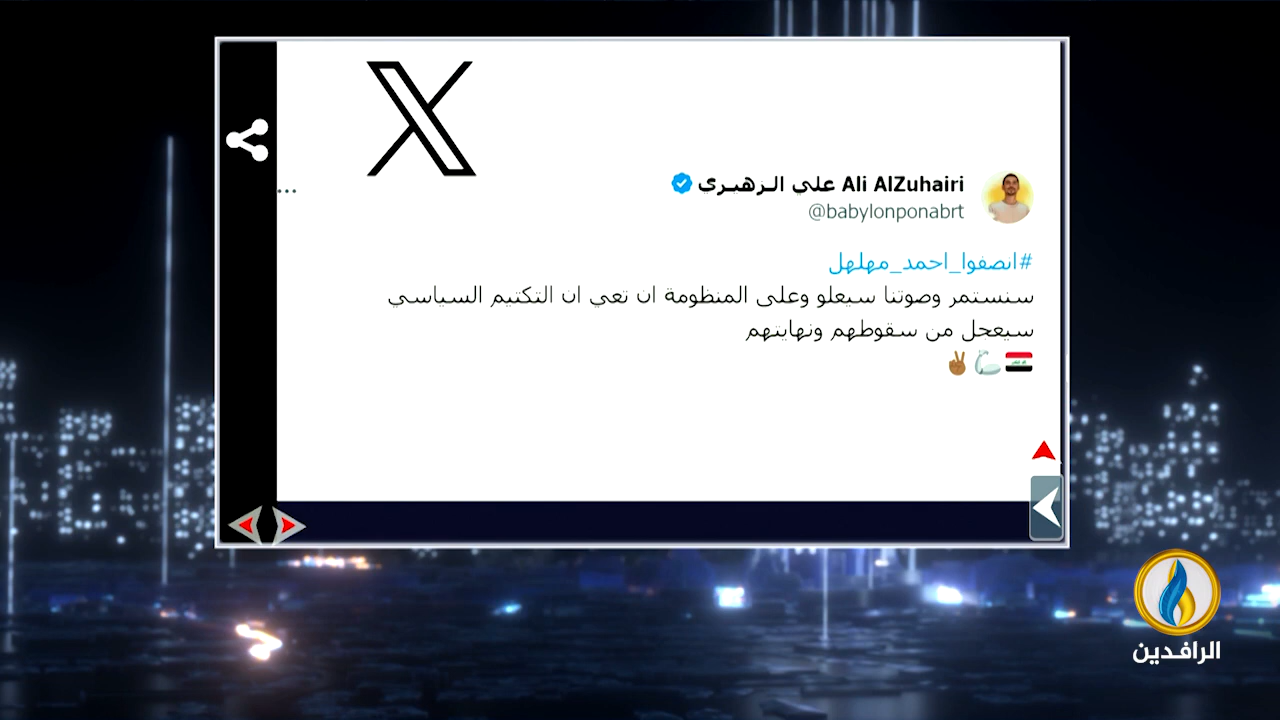 علي الزهيري Ali AlZuhairi
@babylonponabrt
#انصفوا_احمد_مهلهل
سنستمر وصوتنا سيعلو وعلى المنظومة ان تعي ان التكتيم السياسي
سيعجل من سقوطهم ونهايتهم
الرافدين